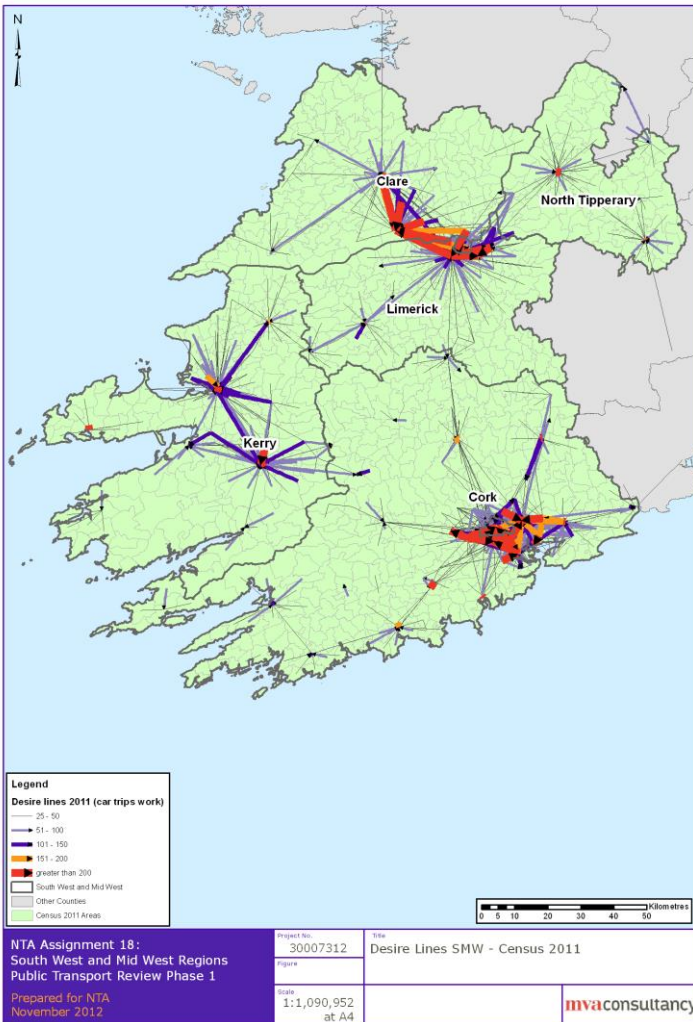 N
Clare
North Tipperary
Limerick
Kerry
Cork
Legend
Desire lines 2011 (car trips work)
25 - 50
51 - 100
101 - 150
151 - 200
greater than 200
South West and Mid West
Other Counties
Census 2011 Areas
Kilometres
0 5 10 20 30 40 50
NTA Assignment 18:
South West and Mid West Regions
Public Transport Review Phase 1
Prepared for NTA
November 2012
Project No.
30007312
Figure
Scale
1:1,090,952
at A4
Title
Desire Lines SMW - Census 2011
mvaconsultancy